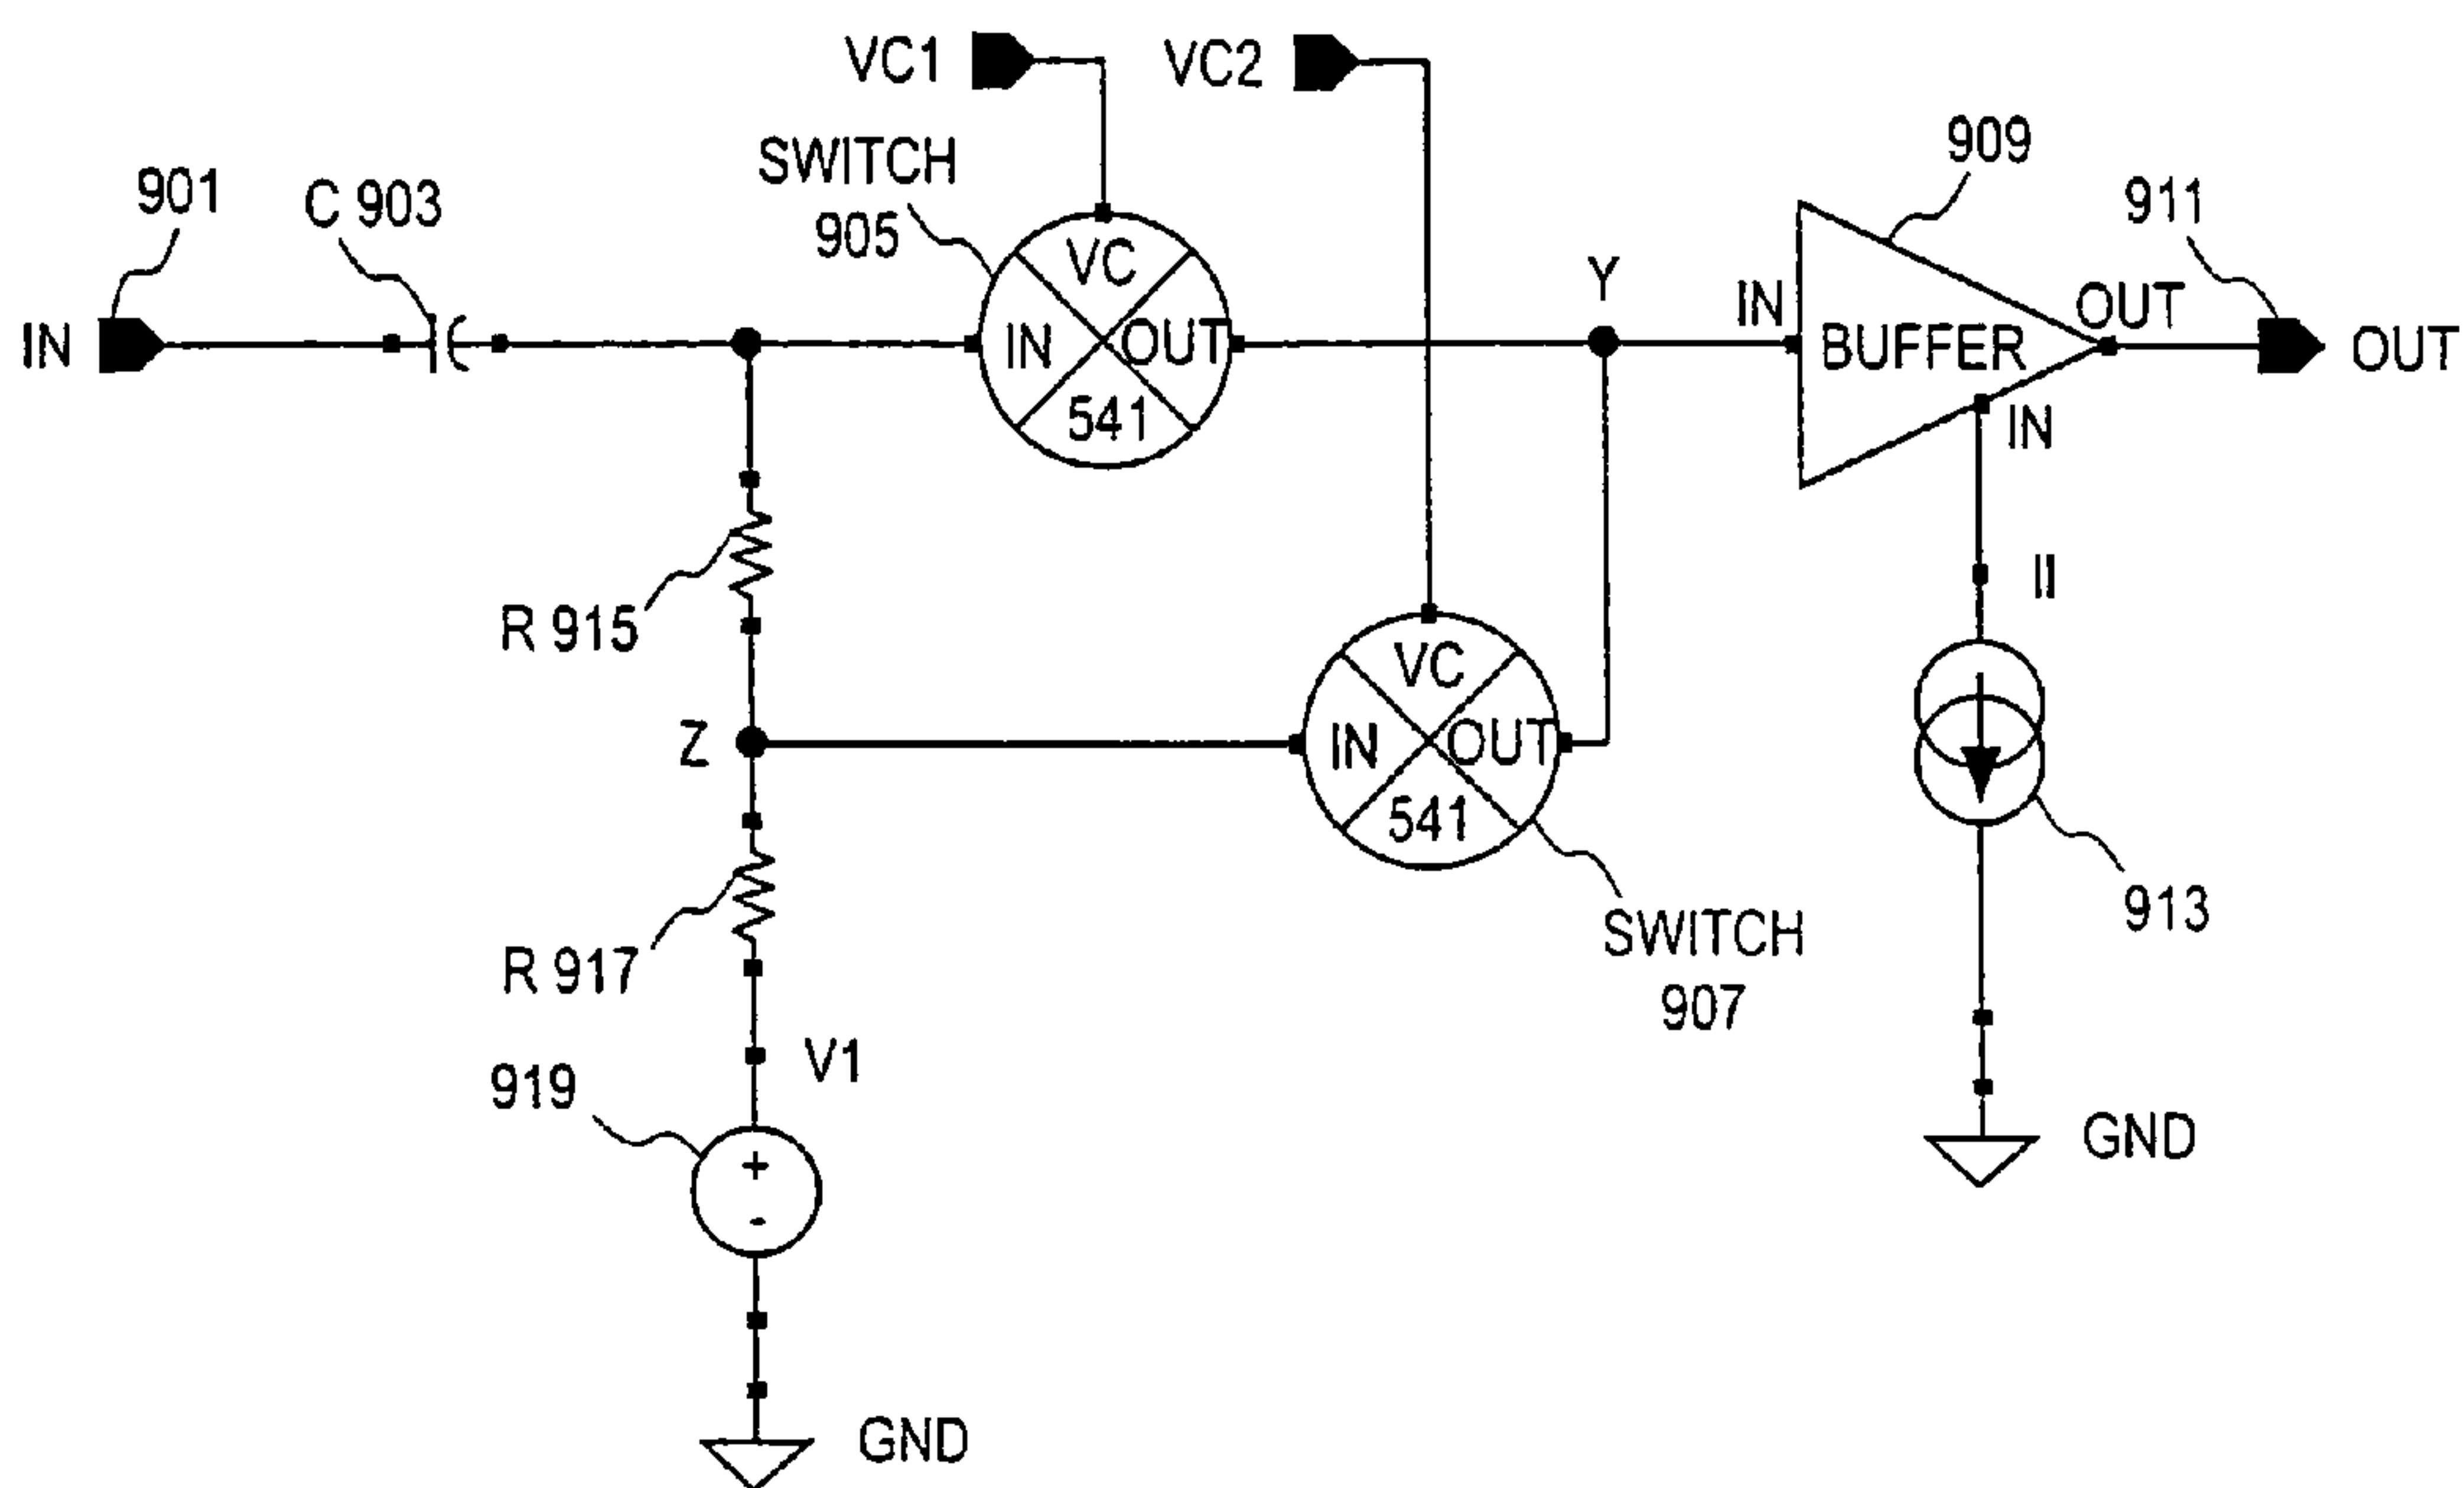 VC1
VC2
SWITCH
905
909
901
C 903
911
VC
IN
OUT
541
Y
IN
IN
BUFFER
OUT
OUT
IN
R 915
II
Z
VC
IN
OUT
541
R 917
SWITCH
907
913
V1
919
+
-
GND
GND